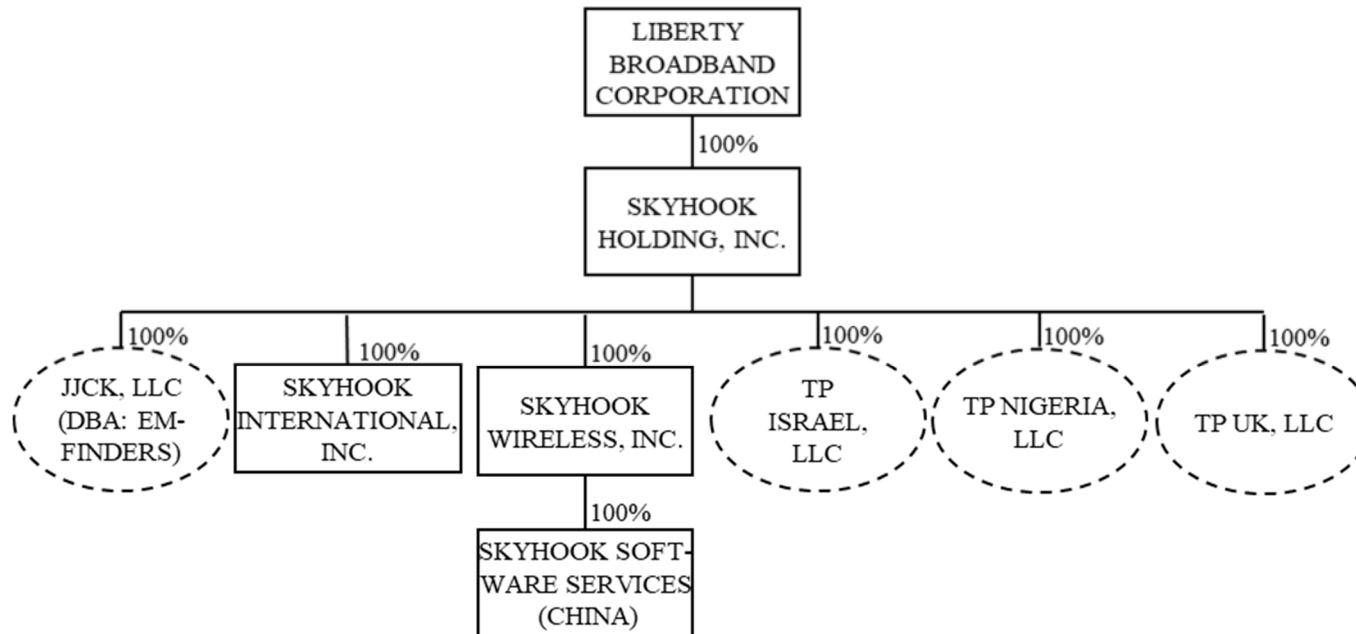 LIBERTY
BROADBAND
CORPORATION
100%
SKYHOOK
HOLDING, INC.
100%
100%
100%
100%
100%
100%
JJCK, LLC
(DBA: EM-
FINDERS)
SKYHOOK
INTERNATIONAL,
INC.
SKYHOOK
WIRELESS, INC.
TP
ISRAEL,
LLC
TP NIGERIA,
LLC
TP UK, LLC
100%
SKYHOOK SOFT-
WARE SERVICES
(CHINA)